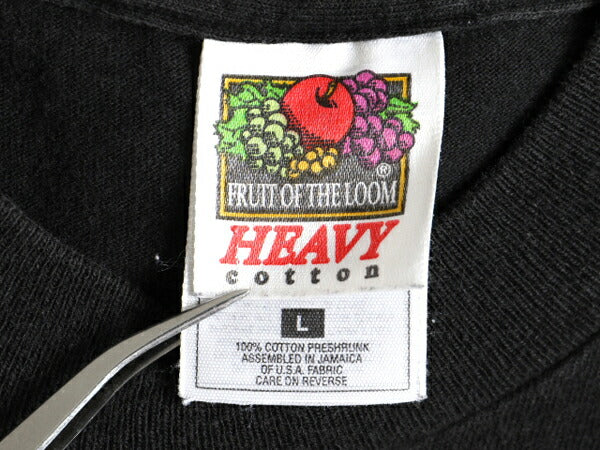 ®
FRUIT OF THE LOOM
HEAVY
cotton
L
100% COTTON PRESHRUNK
ASSEMBLED IN JAMAICA
OF U.S.A. FABRIC
CARE ON REVERSE